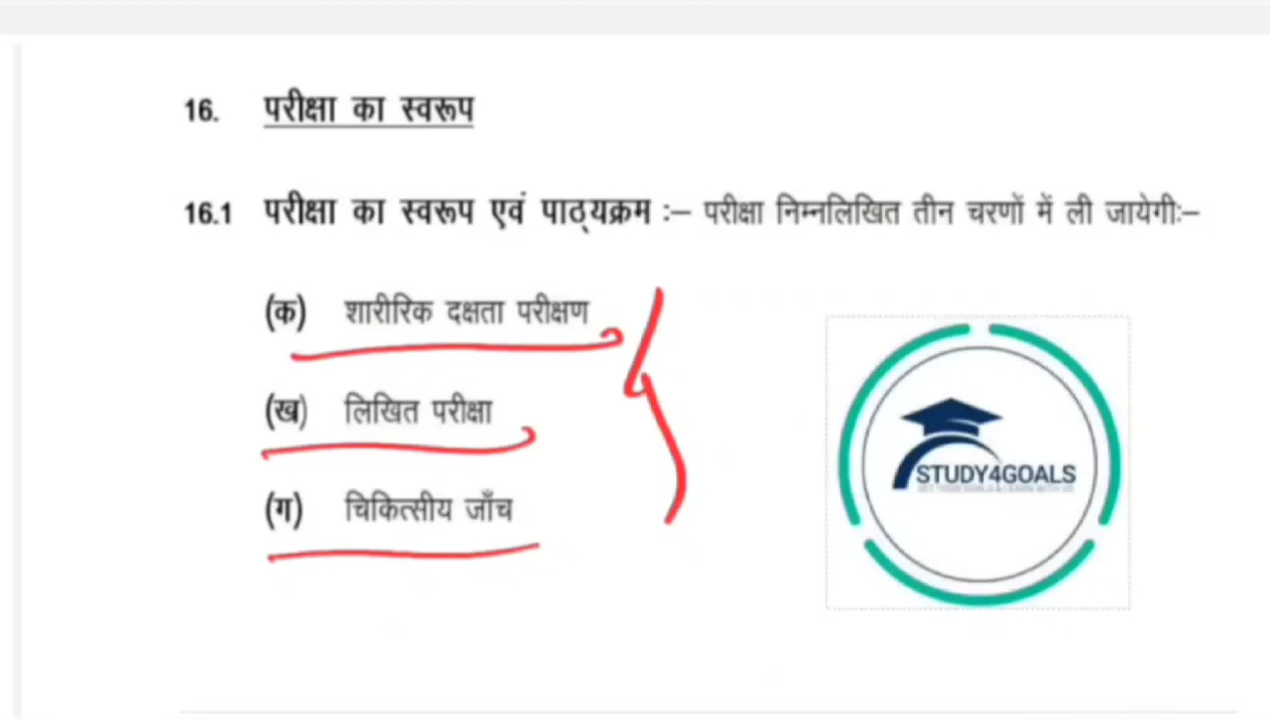 16. परीक्षा का स्वरूप
16.1 परीक्षा का स्वरूप एवं पाठ्यक्रम :– परीक्षा निम्नलिखित तीन चरणों में ली जायेगीः–
(क) शारीरिक दक्षता परीक्षण
(ख) लिखित परीक्षा
(ग) चिकित्सीय जाँच
STUDY4GOALS